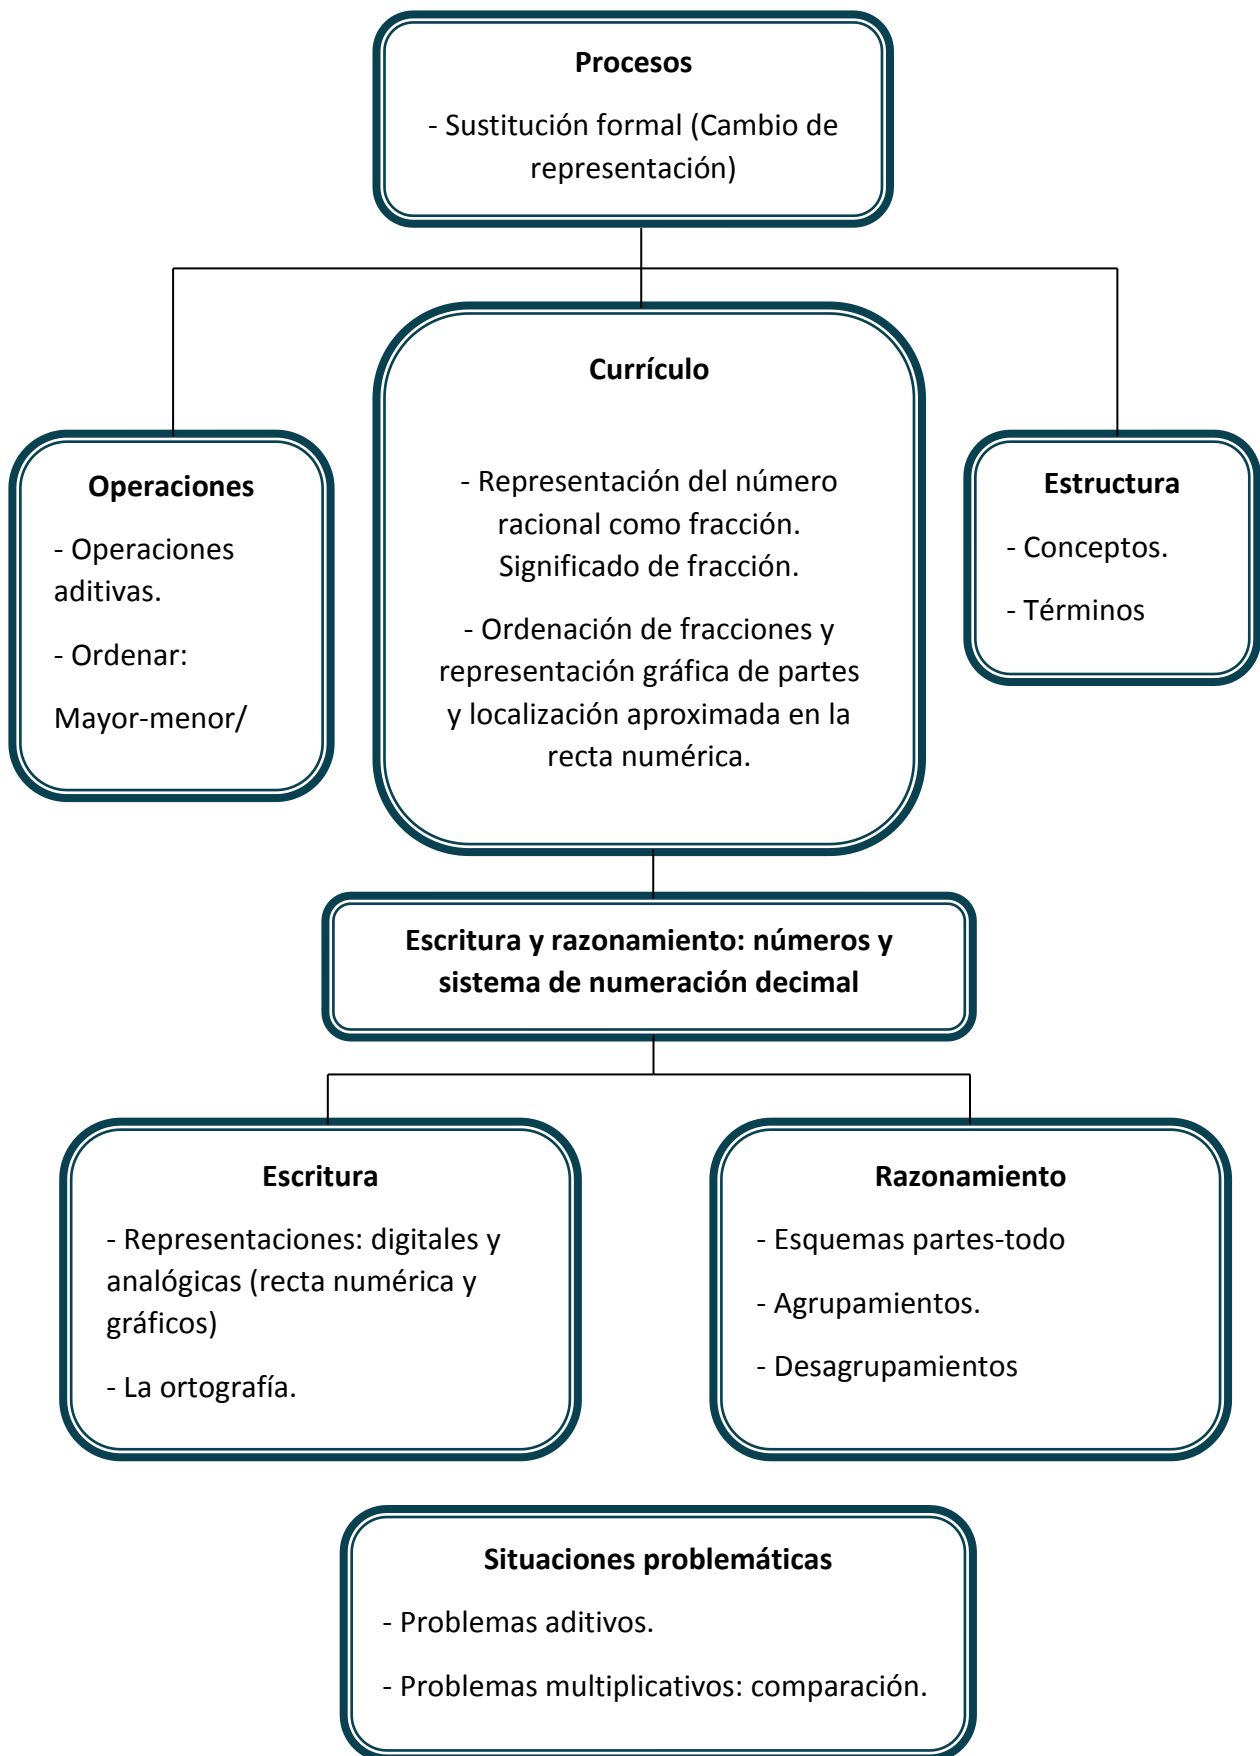 Procesos
- Sustitución formal (Cambio de
representación)
Currículo
- Representación del número
racional como fracción.
Significado de fracción.
- Ordenación de fracciones y
representación gráfica de partes
y localización aproximada en la
recta numérica.
Operaciones
- Operaciones
aditivas.
- Ordenar:
Mayor-menor/
Estructura
- Conceptos.
- Términos
Escritura y razonamiento: números y
sistema de numeración decimal
Escritura
- Representaciones: digitales y
analógicas (recta numérica y
gráficos)
- La ortografía.
Razonamiento
- Esquemas partes-todo
- Agrupamientos.
- Desagrupamientos
Situaciones problemáticas
- Problemas aditivos.
- Problemas multiplicativos: comparación.